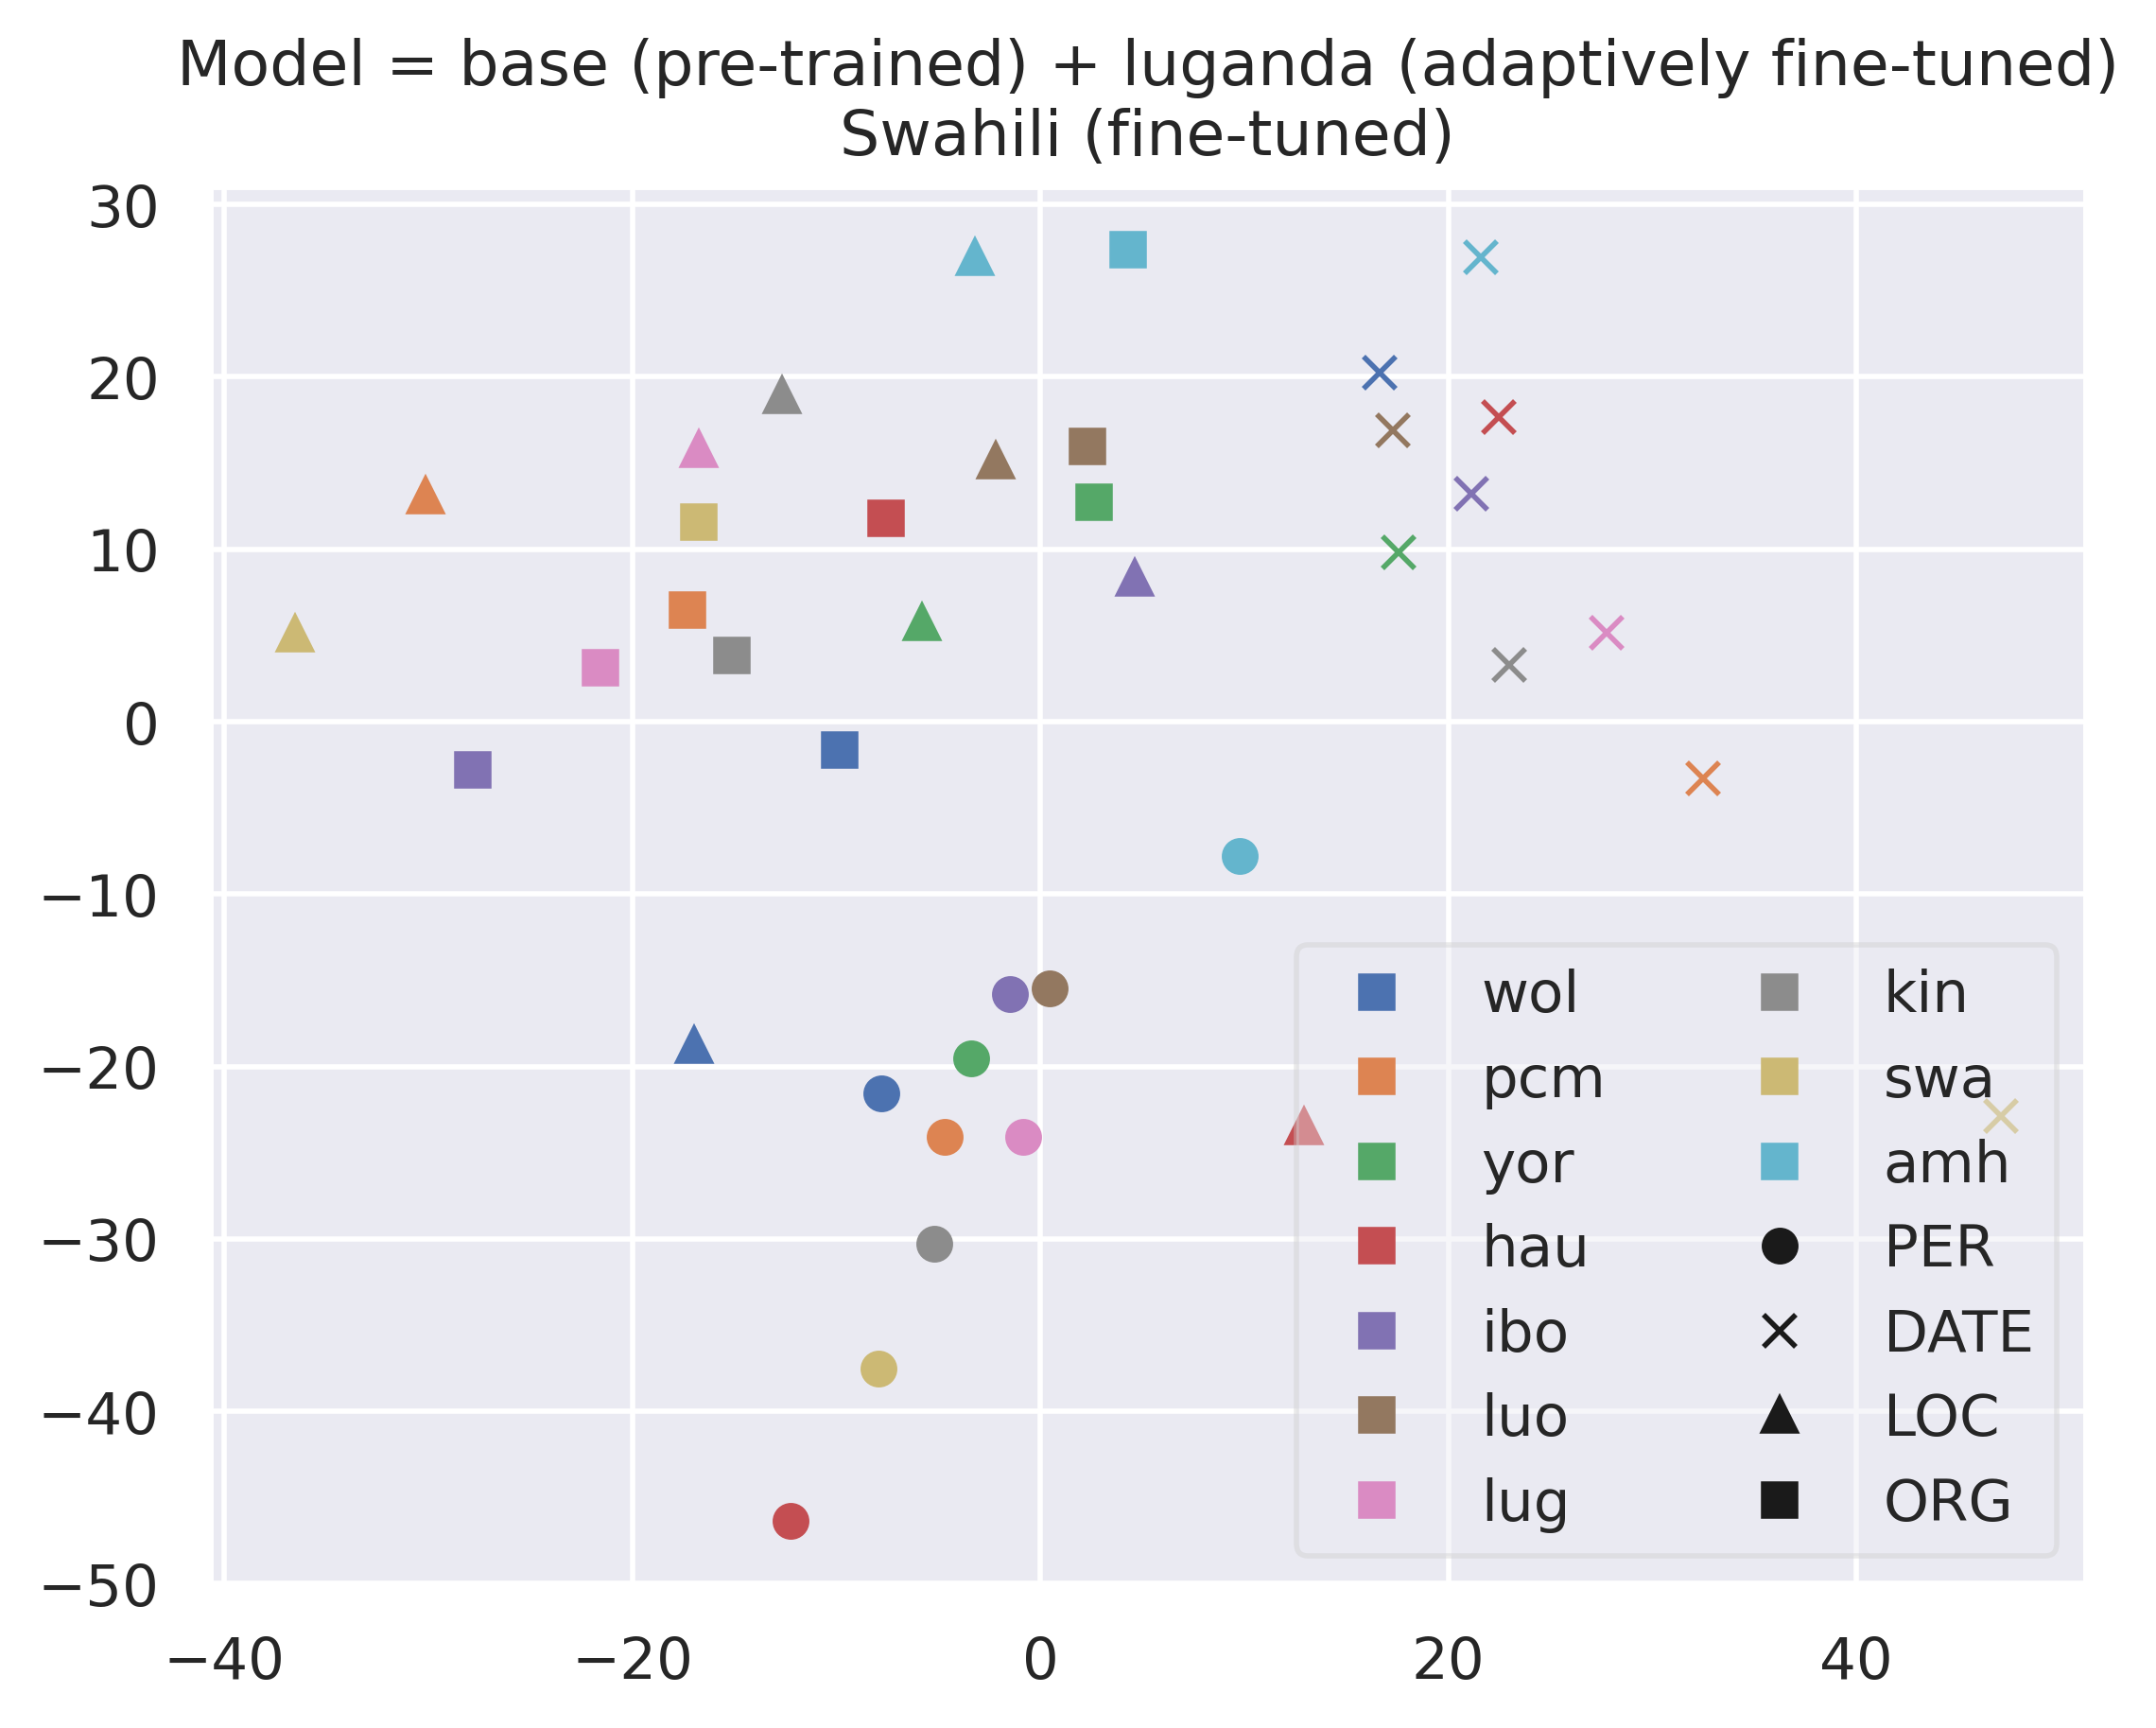 Model = base (pre-trained) + luganda (adaptively fine-tuned)
Swahili (fine-tuned)
30
20
10
0
−10
−20
−30
−40
−50
−40
−20
0
20
40
wol
pcm
yor
hau
ibo
luo
lug
kin
swa
amh
PER
DATE
LOC
ORG